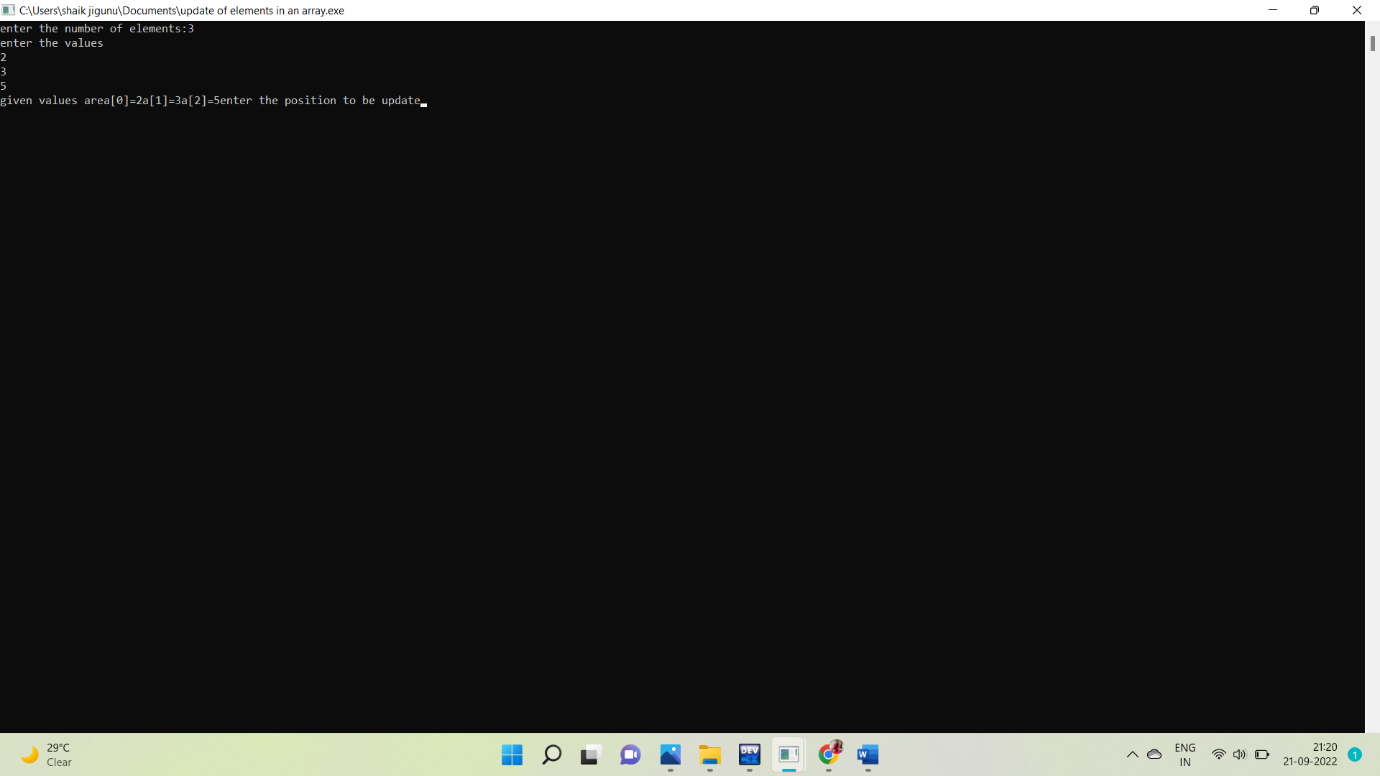 C:\Users\shaik jigunu\Documents\update of elements in an array.exe
enter the number of elements:3
enter the values
2
3
5
given values area[0]=2a[1]=3a[2]=5enter the position to be update
29°C
Clear
DEV
W
ENG
IN
21:20
21-09-2022
1